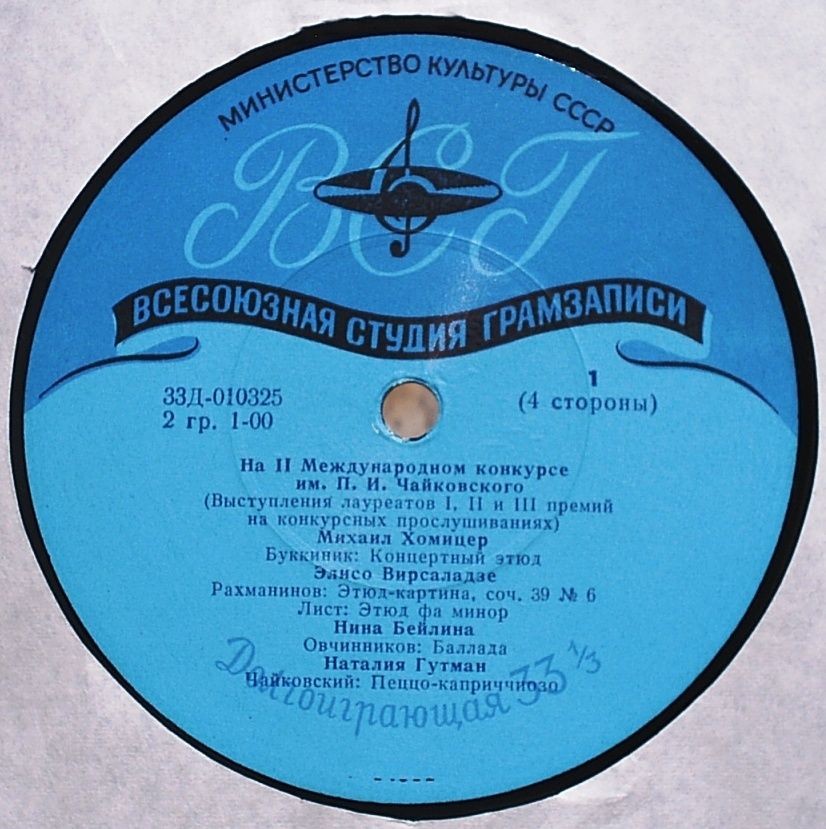 МИНИСТЕРСТВО КУЛЬТУРЫ СССР
ВСГ
ВСЕСОЮЗНАЯ СТУДИЯ ГРАМЗАПИСИ
33Д-010325
2 гр. 1-00
1
(4 стороны)
На II Международном конкурсе
им. П. И. Чайковского
(Выступления лауреатов I, II и III премий
на конкурсных прослушиваниях)
Михаил Хомицер
Буккиник: Концертный этюд
Элисо Вирсаладзе
Рахманинов: Этюд-картина, соч. 39 № 6
Лист: Этюд фа минор
Нина Бейлина
Овчинников: Баллада
Наталия Гутман
Чайковский: Пеццо-каприччиозо
Долгоиграющая 33 1/3